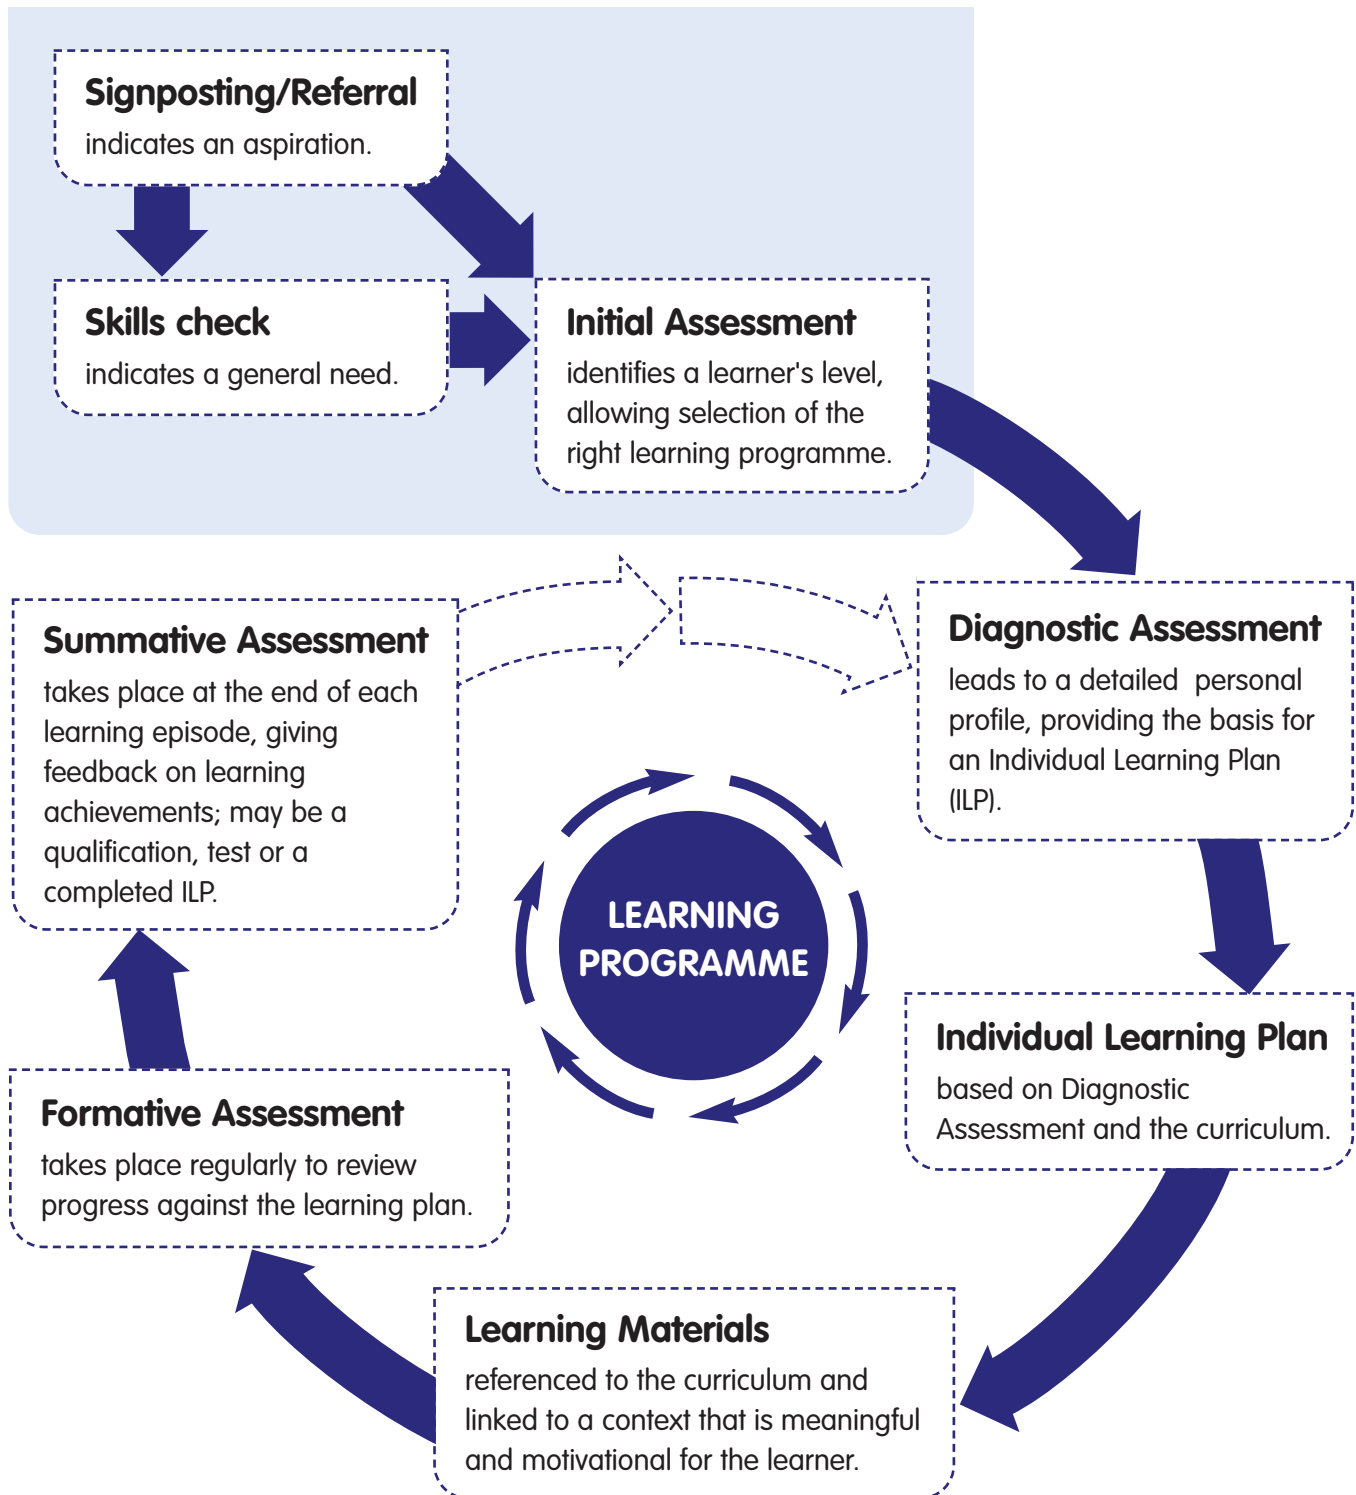 Signposting/Referral
indicates an aspiration.
Skills check
indicates a general need.
Initial Assessment
identifies a learner's level,
allowing selection of the
right learning programme.
Diagnostic Assessment
leads to a detailed  personal
profile, providing the basis for
an Individual Learning Plan
(ILP).
Individual Learning Plan
based on Diagnostic
Assessment and the curriculum.
Learning Materials
referenced to the curriculum and
linked to a context that is meaningful
and motivational for the learner.
Formative Assessment
takes place regularly to review
progress against the learning plan.
Summative Assessment
takes place at the end of each
learning episode, giving
feedback on learning
achievements; may be a
qualification, test or a
completed ILP.
LEARNING
PROGRAMME